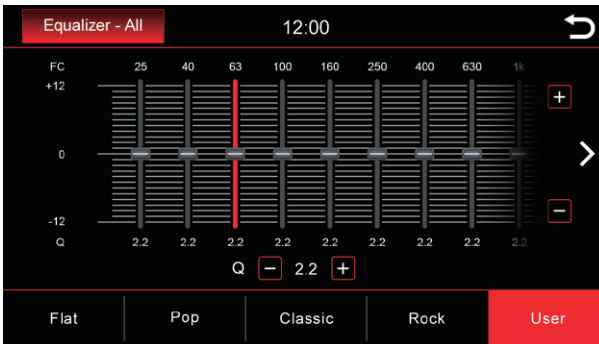 Equalizer - All 12:00
FC 25 40 63 100 160 250 400 630 1k
+12
+
0
-12
−
Q 2.2 2.2 2.2 2.2 2.2 2.2 2.2 2.2 2.2
Q − 2.2 +
Flat Pop Classic Rock User